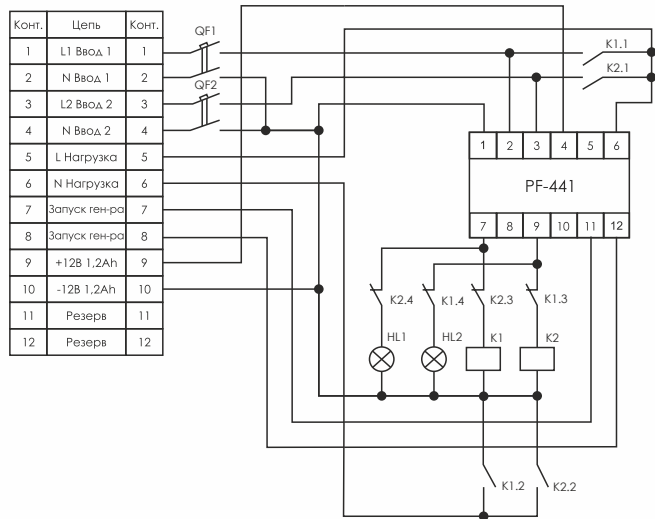 Конт. Цепь Конт.
1 L1 Ввод 1 1
2 N Ввод 1 2
3 L2 Ввод 2 3
4 N Ввод 2 4
5 L Нагрузка 5
6 N Нагрузка 6
7 Запуск ген-ра 7
8 Запуск ген-ра 8
9 +12В 1,2Ah 9
10 -12В 1,2Ah 10
11 Резерв 11
12 Резерв 12
QF1
QF2
K1.1
K2.1
1 2 3 4 5 6
PF-441
7 8 9 10 11 12
K2.4 K1.4 K2.3 K1.3
HL1 HL2 K1 K2
K1.2 K2.2